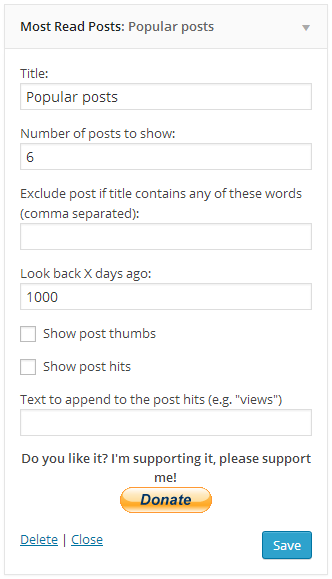 Most Read Posts: Popular posts
Title:
Popular posts
Number of posts to show:
6
Exclude post if title contains any of these words
(comma separated):
Look back X days ago:
1000
Show post thumbs
Show post hits
Text to append to the post hits (e.g. "views")
Do you like it? I'm supporting it, please support
me!
Donate
Delete | Close
Save